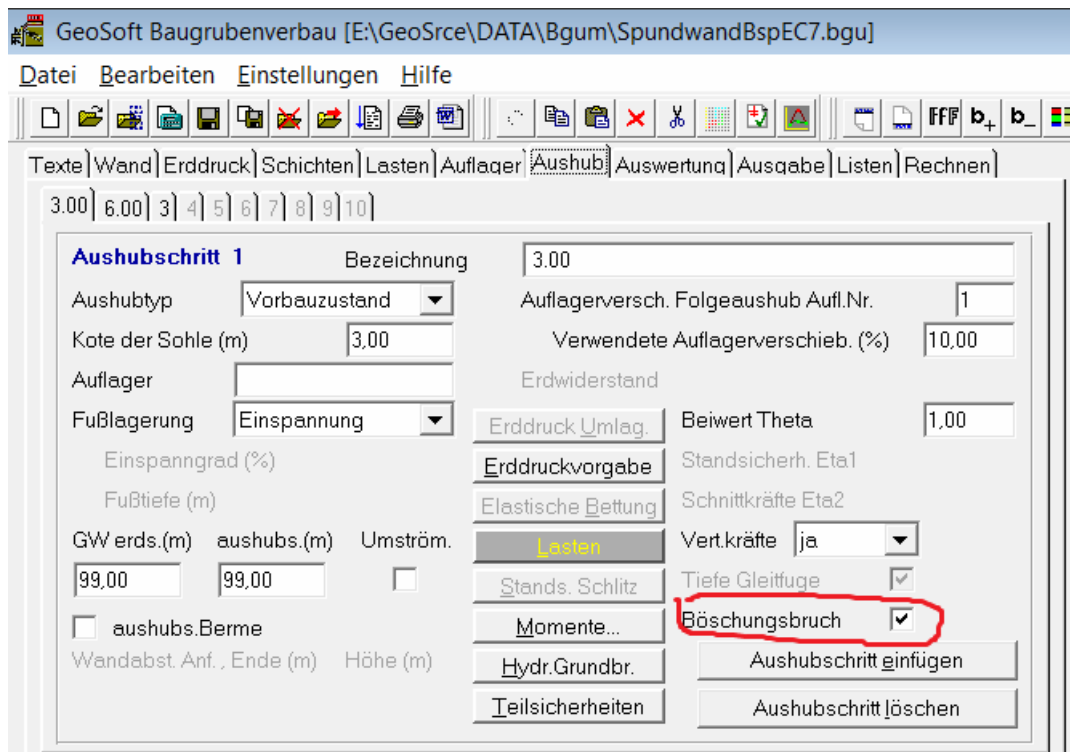 GeoSoft Baugrubenverbau [E:\GeoSrce\DATA\Bgum\SpundwandBspEC7.bgu]
Datei Bearbeiten Einstellungen Hilfe
FfF b+ b_
Texte Wand Erddruck Schichten Lasten Auflager Aushub Auswertung Ausgabe Listen Rechnen
3.00 6.00 3 4 5 6 7 8 9 10
Aushubschritt 1 Bezeichnung 3.00
Aushubtyp Vorbauzustand Auflagerversch. Folgeaushub Aufl.Nr. 1
Kote der Sohle (m) 3,00 Verwendete Auflagerverschieb. (%) 10,00
Auflager Erdwiderstand
Fußlagerung Einspannung Erddruck Umlag. Beiwert Theta 1,00
Einspanngrad (%) Erddruckvorgabe Standsicherh. Eta1
Fußtiefe (m) Elastische Bettung Schnittkräfte Eta2
GW erds.(m) aushubs.(m) Umström. Lasten Vert.kräfte ja
99,00 99,00 Stands. Schlitz Tiefe Gleitfuge
aushubs.Berme Momente... Böschungsbruch
Wandabst. Anf., Ende (m) Höhe (m) Hydr.Grundbr. Aushubschritt einfügen
Teilsicherheiten Aushubschritt löschen